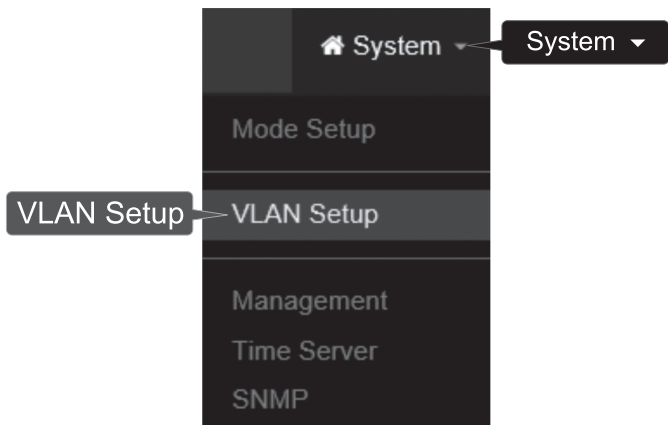 System
System
Mode Setup
VLAN Setup
VLAN Setup
Management
Time Server
SNMP